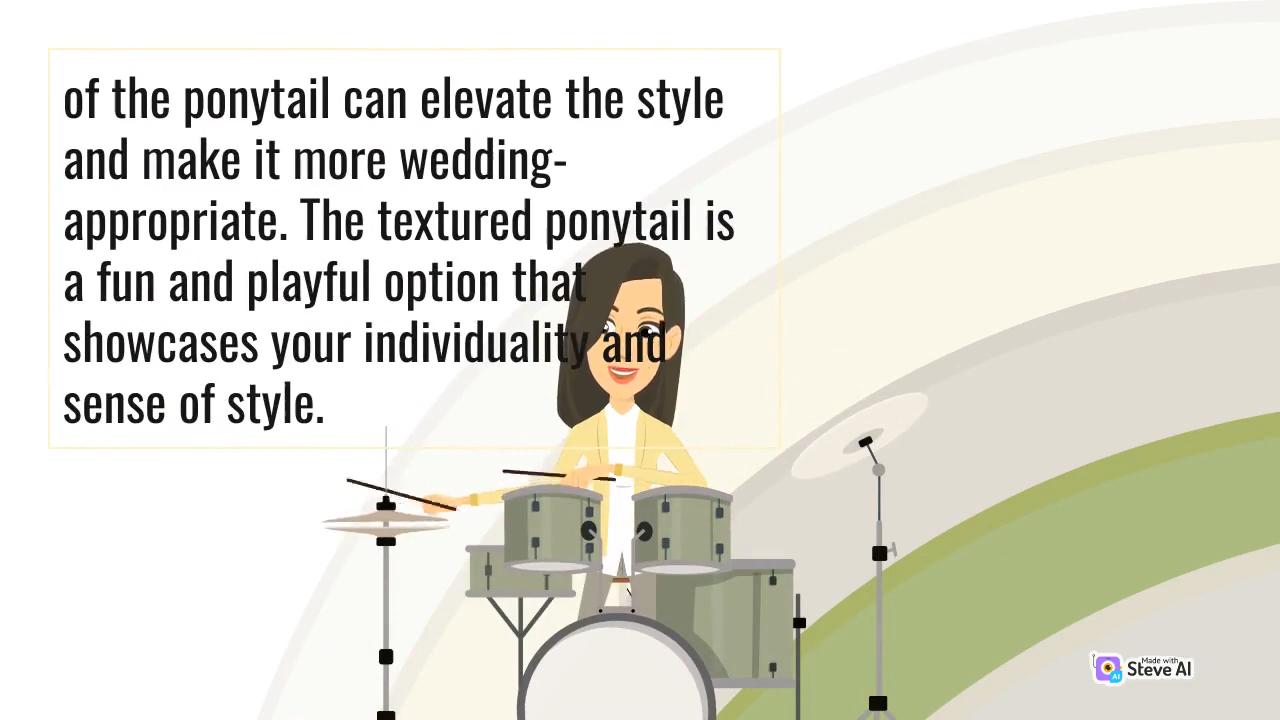 of the ponytail can elevate the style
and make it more wedding-
appropriate. The textured ponytail is
a fun and playful option that
showcases your individuality and
sense of style.
Made with
Steve AI
AI